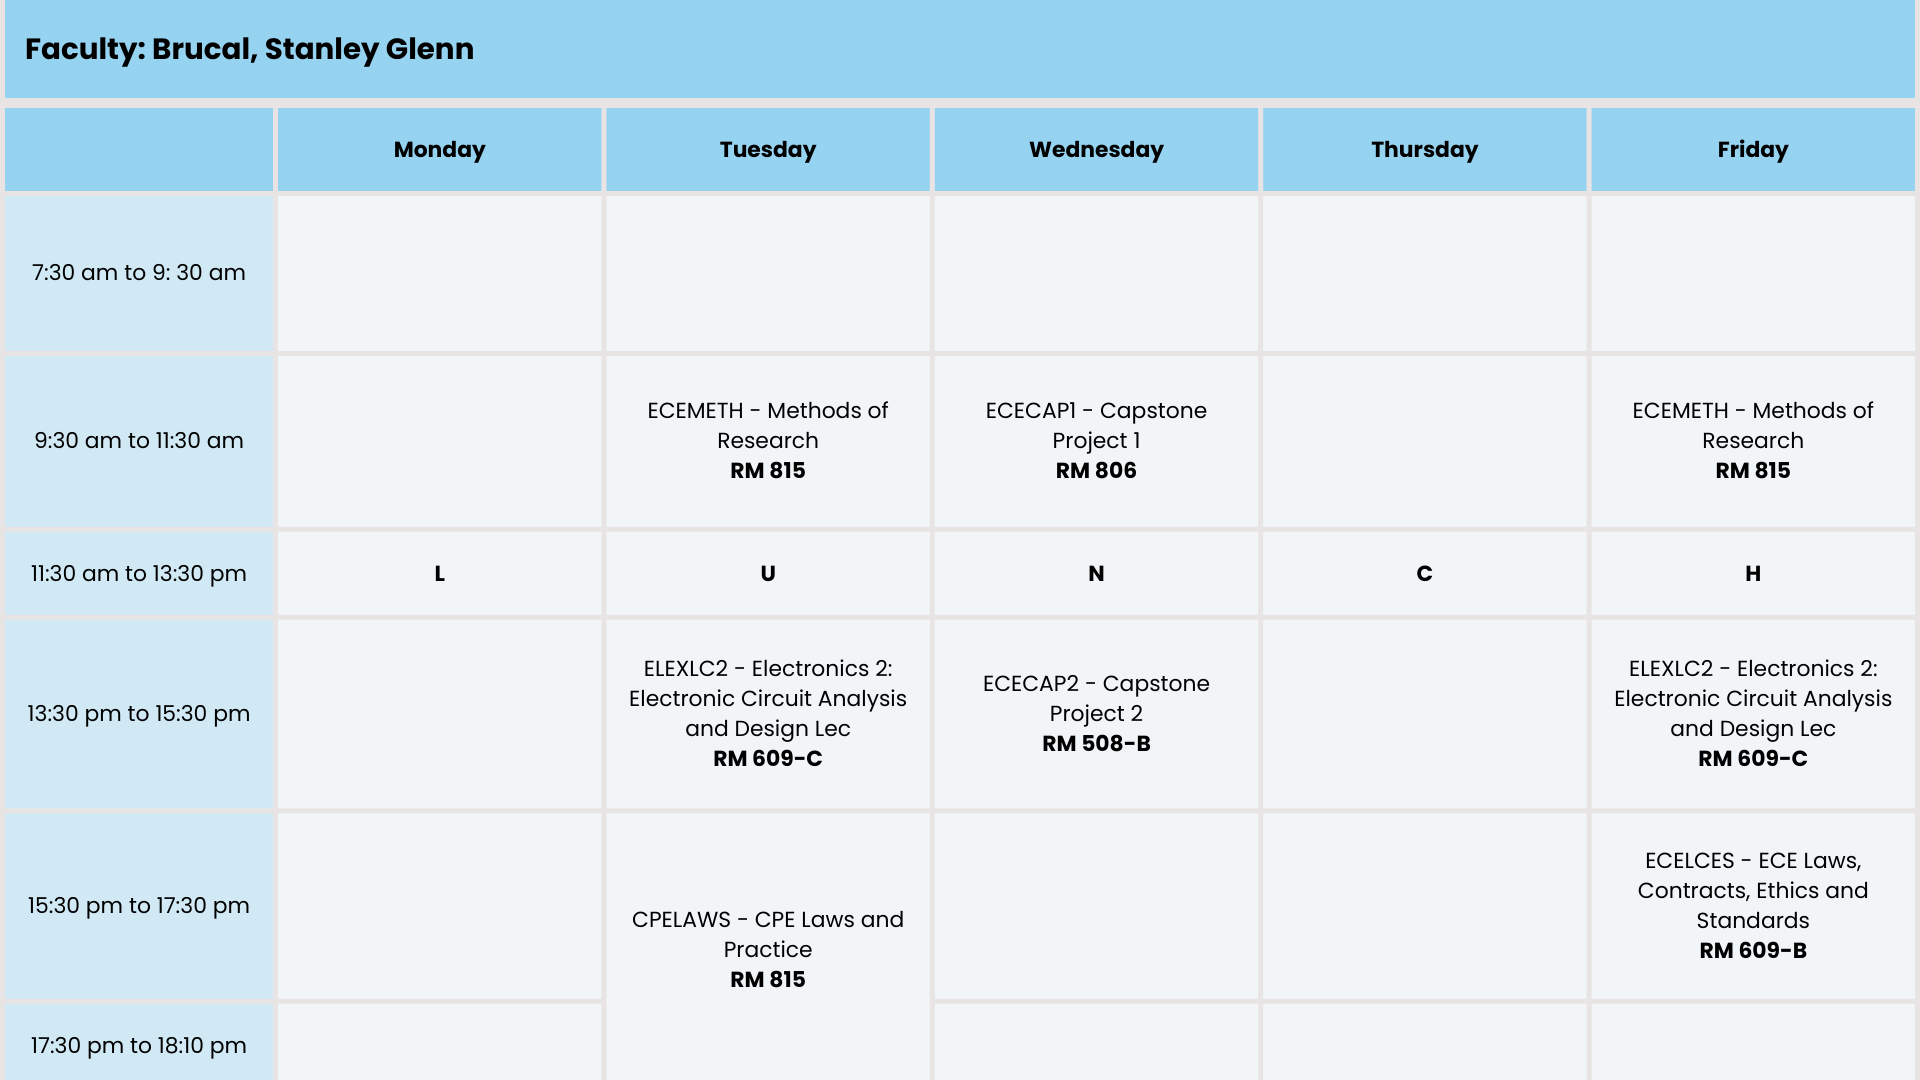 Faculty: Brucal, Stanley Glenn
Monday Tuesday Wednesday Thursday Friday
7:30 am to 9: 30 am
9:30 am to 11:30 am
ECEMETH - Methods of
Research
RM 815
ECECAP1 - Capstone
Project 1
RM 806
ECEMETH - Methods of
Research
RM 815
11:30 am to 13:30 pm
L U N C H
13:30 pm to 15:30 pm
ELEXLC2 - Electronics 2:
Electronic Circuit Analysis
and Design Lec
RM 609-C
ECECAP2 - Capstone
Project 2
RM 508-B
ELEXLC2 - Electronics 2:
Electronic Circuit Analysis
and Design Lec
RM 609-C
15:30 pm to 17:30 pm
CPELAWS - CPE Laws and
Practice
RM 815
ECELCES - ECE Laws,
Contracts, Ethics and
Standards
RM 609-B
17:30 pm to 18:10 pm